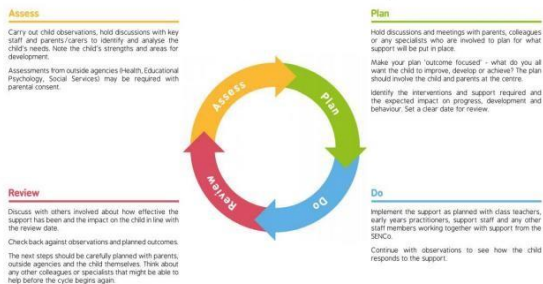 Assess
Carry out child observations, hold discussions with key
staff and parents/carers to identify and analyse the
child's needs. Note the child's strengths and areas for
development.
Assessments from outside agencies (Health, Educational
Psychology, Social Services) may be required with
parental consent.
Plan
Hold discussions and meetings with parents, colleagues
or any specialists who are involved to plan for what
support will be put in place.
Make your plan 'outcome focused' - what do you all
want the child to improve, develop or achieve? The plan
should involve the child and parents at the centre.
Identify the interventions and support required and
the expected impact on progress, development and
behaviour. Set a clear date for review.
Assess
Plan
Do
Review
Review
Discuss with others involved about how effective the
support has been and the impact on the child in line with
the review date.
Check back against observations and planned outcomes.
The next steps should be carefully planned with parents,
outside agencies and the child themselves. Think about
any other colleagues or specialists that might be able to
help before the cycle begins again.
Do
Implement the support as planned with class teachers,
early years practitioners, support staff and any other
staff members working together with support from the
SENCo.
Continue with observations to see how the child
responds to the support.